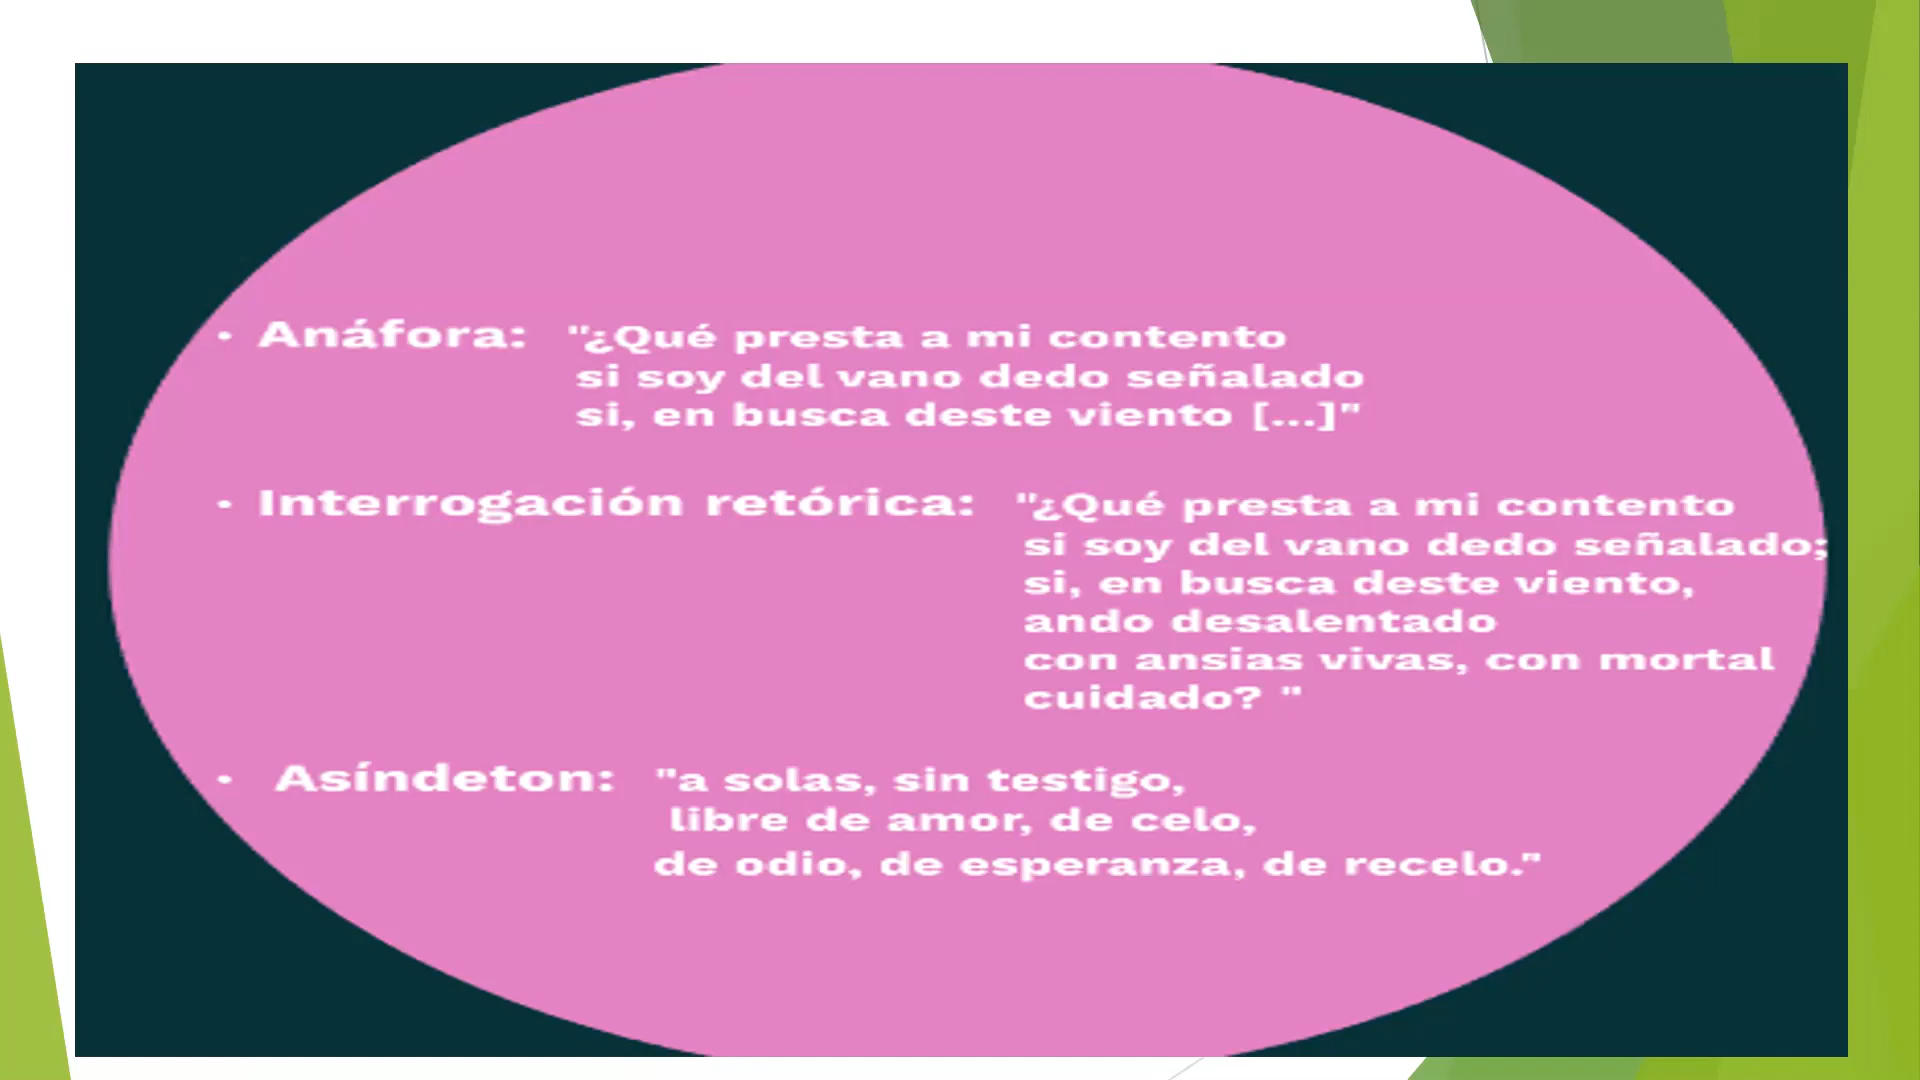 • Anáfora: "¿Qué presta a mi contento
si soy del vano dedo señalado
si, en busca deste viento [...]"
• Interrogación retórica: "¿Qué presta a mi contento
si soy del vano dedo señalado;
si, en busca deste viento,
ando desalentado
con ansias vivas, con mortal
cuidado? "
• Asíndeton: "a solas, sin testigo,
libre de amor, de celo,
de odio, de esperanza, de recelo."